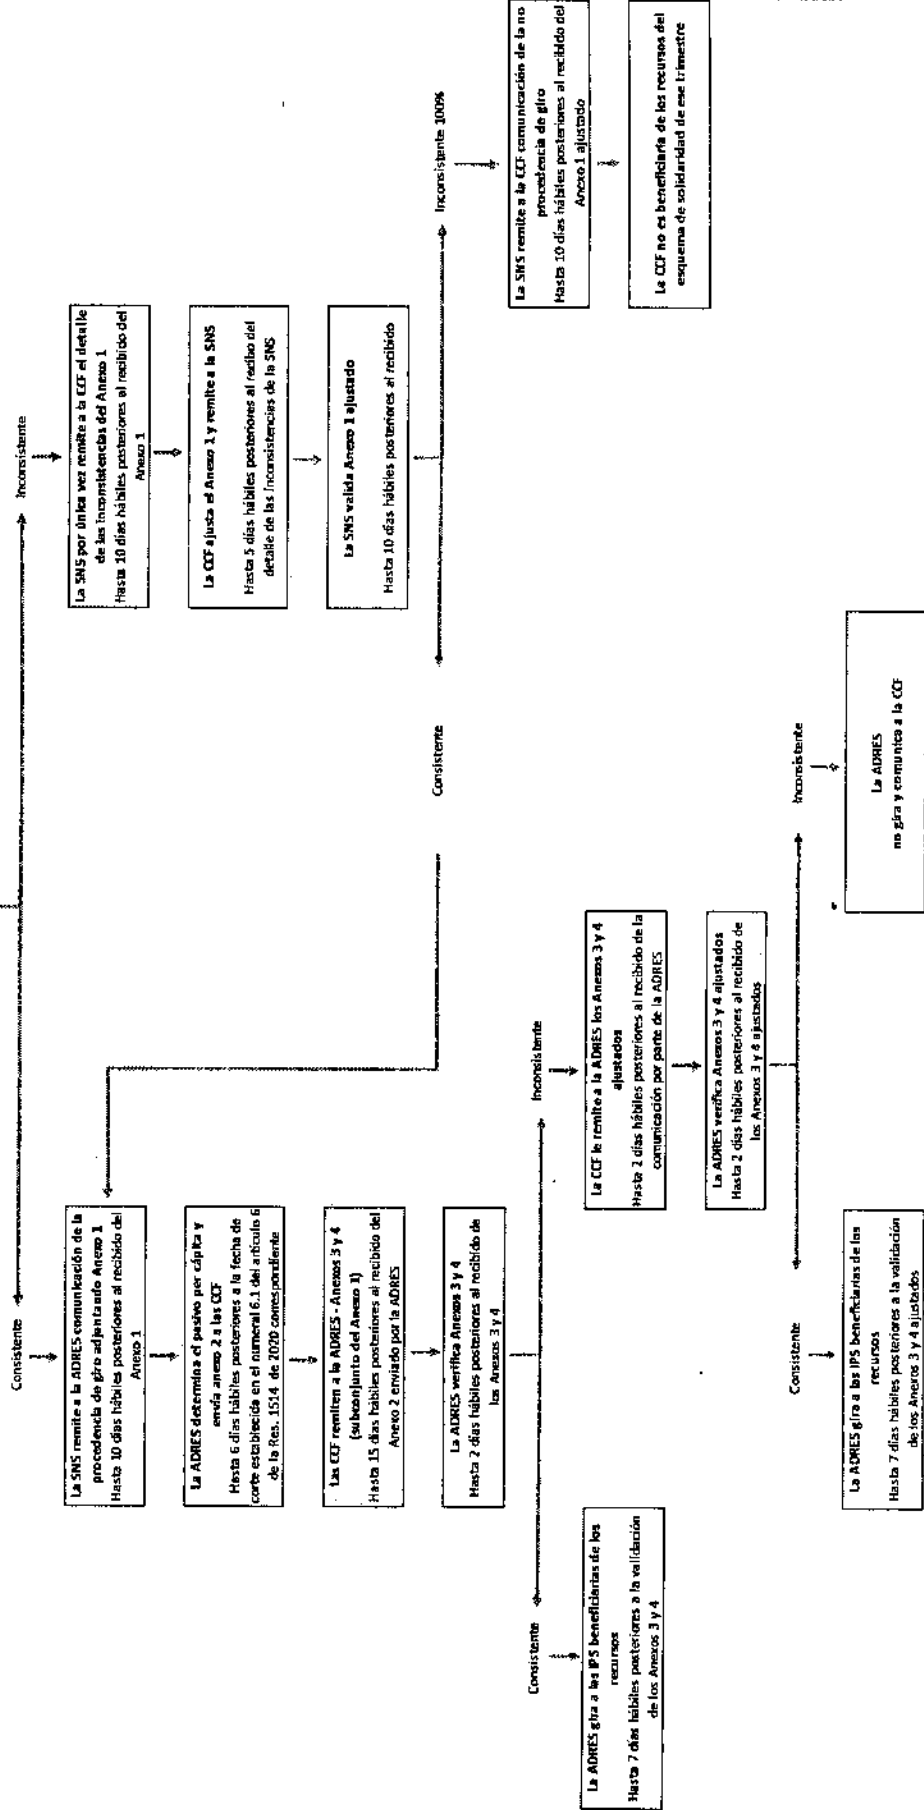 Consistente
Inconsistente
La SNS remite a la ADRES comunicación de la
procedencia de giro adjuntando Anexo 1
Hasta 10 días hábiles posteriores al recibido del
Anexo 1
La SNS por única vez remite a la CCF el detalle
de las inconsistencias del Anexo 1
Hasta 10 días hábiles posteriores al recibido del
Anexo 1
La ADRES determina el pasivo per cápita y
envía anexo 2 a las CCF
Hasta 6 días hábiles posteriores a la fecha de
corte establecida en el numeral 6.1 del artículo 6
de la Res. 1514 de 2020 correspondiente
La CCF ajusta el Anexo 1 y remite a la SNS
Hasta 5 días hábiles posteriores al recibo del
detalle de las inconsistencias de la SNS
Las CCF remiten a la ADRES - Anexos 3 y 4
(subconjunto del Anexo 1)
Hasta 15 días hábiles posteriores al recibido del
Anexo 2 enviado por la ADRES
La SNS valida Anexo 1 ajustado
Hasta 10 días hábiles posteriores al recibido
La ADRES verifica Anexos 3 y 4
Hasta 2 días hábiles posteriores al recibido de
los Anexos 3 y 4
Consistente
Inconsistente 100%
La SNS remite a la CCF comunicación de la no
procedencia de giro
Hasta 10 días hábiles posteriores al recibido del
Anexo 1 ajustado
La CCF no es beneficiaria de los recursos del
esquema de solidaridad de ese trimestre
Consistente
Inconsistente
La ADRES gira a las IPS beneficiarias de los
recursos
Hasta 7 días hábiles posteriores a la validación
de los Anexos 3 y 4
La CCF le remite a la ADRES los Anexos 3 y 4
ajustados
Hasta 2 días hábiles posteriores al recibido de la
comunicación por parte de la ADRES
La ADRES verifica Anexos 3 y 4 ajustados
Hasta 2 días hábiles posteriores al recibido de
los Anexos 3 y 4 ajustados
Consistente
Inconsistente
La ADRES gira a las IPS beneficiarias de los
recursos
Hasta 7 días hábiles posteriores a la validación
de los Anexos 3 y 4 ajustados
La ADRES
no gira y comunica a la CCF